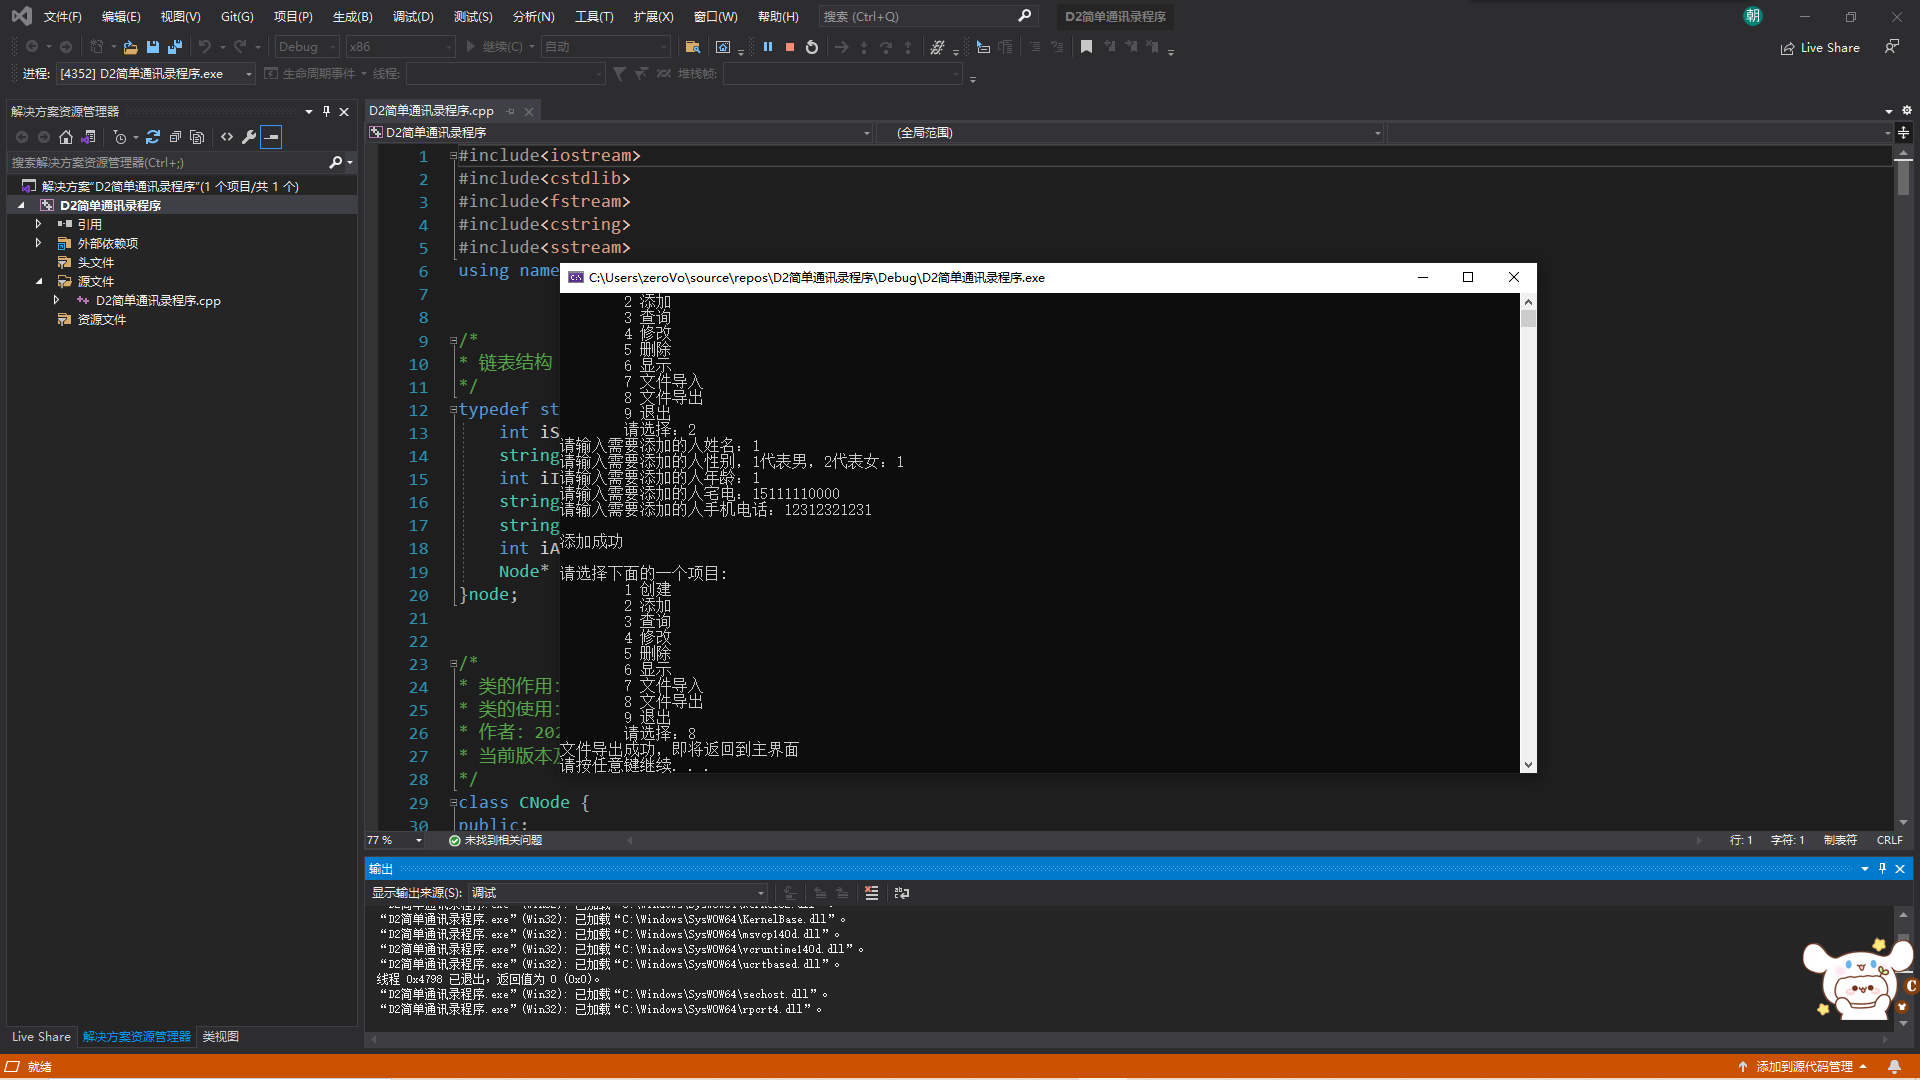 文件(F) 编辑(E) 视图(V) Git(G) 项目(P) 生成(B) 调试(D) 测试(S) 分析(N) 工具(T) 扩展(X) 窗口(W) 帮助(H) 搜索 (Ctrl+Q) D2简单通讯录程序 朝
Debug x86 继续(C) 自动 Live Share
进程: [4352] D2简单通讯录程序.exe 生命周期事件 线程: 堆栈帧:
解决方案资源管理器
搜索解决方案资源管理器(Ctrl+;)
解决方案"D2简单通讯录程序"(1 个项目/共 1 个)
D2简单通讯录程序
引用
外部依赖项
头文件
源文件
D2简单通讯录程序.cpp
资源文件
Live Share 解决方案资源管理器 类视图
D2简单通讯录程序.cpp
D2简单通讯录程序 (全局范围)
1 #include<iostream>
2 #include<cstdlib>
3 #include<fstream>
4 #include<cstring>
5 #include<sstream>
6 using name
7
8
9 /*
10 * 链表结构
11 */
12 typedef st
13 int iS
14 string
15 int iI
16 string
17 string
18 int iA
19 Node*
20 }node;
21
22
23 /*
24 * 类的作用:
25 * 类的使用:
26 * 作者: 202
27 * 当前版本及
28 */
29 class CNode {
30 public:
C:\Users\zeroVo\source\repos\D2简单通讯录程序\Debug\D2简单通讯录程序.exe
2 添加
3 查询
4 修改
5 删除
6 显示
7 文件导入
8 文件导出
9 退出
请选择: 2
请输入需要添加的人姓名: 1
请输入需要添加的人性别, 1代表男, 2代表女: 1
请输入需要添加的人年龄: 1
请输入需要添加的人宅电: 15111110000
请输入需要添加的人手机电话: 12312321231
添加成功
请选择下面的一个项目:
1 创建
2 添加
3 查询
4 修改
5 删除
6 显示
7 文件导入
8 文件导出
9 退出
请选择: 8
文件导出成功, 即将返回到主界面
请按任意键继续. . .
77 % 未找到相关问题 行: 1 字符: 1 制表符 CRLF
输出
显示输出来源(S): 调试
“D2简单通讯录程序.exe”(Win32): 已加载“C:\Windows\SysWOW64\kernel32.dll”。
“D2简单通讯录程序.exe”(Win32): 已加载“C:\Windows\SysWOW64\KernelBase.dll”。
“D2简单通讯录程序.exe”(Win32): 已加载“C:\Windows\SysWOW64\msvcp140d.dll”。
“D2简单通讯录程序.exe”(Win32): 已加载“C:\Windows\SysWOW64\vcruntime140d.dll”。
“D2简单通讯录程序.exe”(Win32): 已加载“C:\Windows\SysWOW64\ucrtbased.dll”。
线程 0x4798 已退出,返回值为 0 (0x0)。
“D2简单通讯录程序.exe”(Win32): 已加载“C:\Windows\SysWOW64\sechost.dll”。
“D2简单通讯录程序.exe”(Win32): 已加载“C:\Windows\SysWOW64\rpcrt4.dll”。
就绪 添加到源代码管理